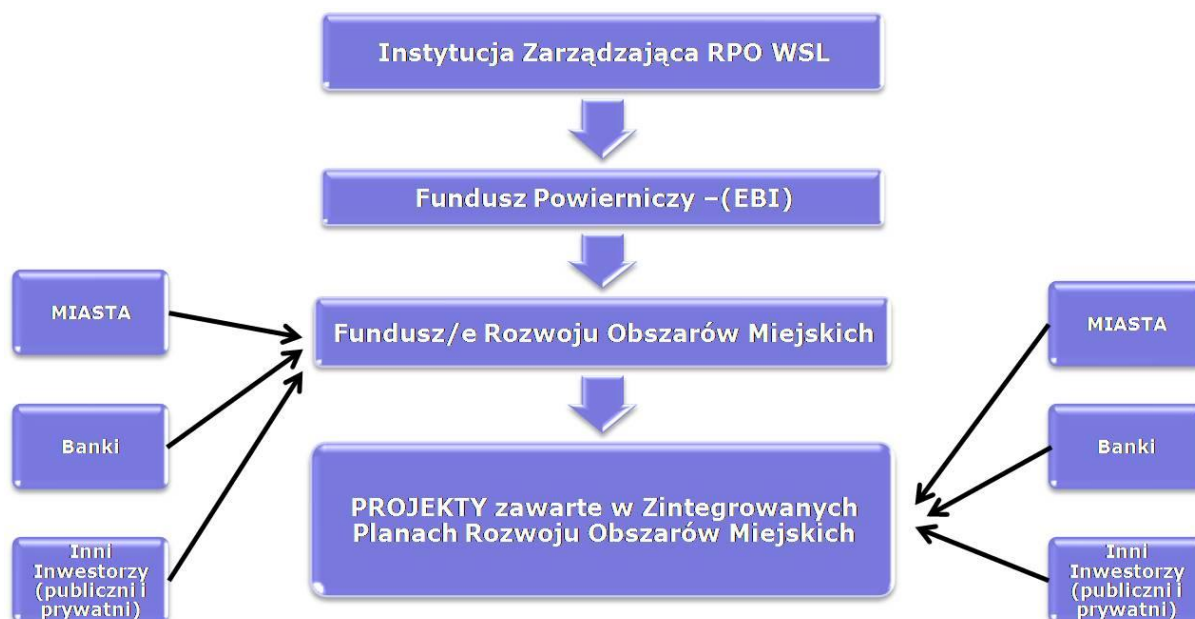 Instytucja Zarządzająca RPO WSL
Fundusz Powierniczy –(EBI)
MIASTA
Fundusz/e Rozwoju Obszarów Miejskich
MIASTA
Banki
Banki
PROJEKTY zawarte w Zintegrowanych
Planach Rozwoju Obszarów Miejskich
Inni
Inwestorzy
(publiczni i
prywatni)
Inni
Inwestorzy
(publiczni i
prywatni)